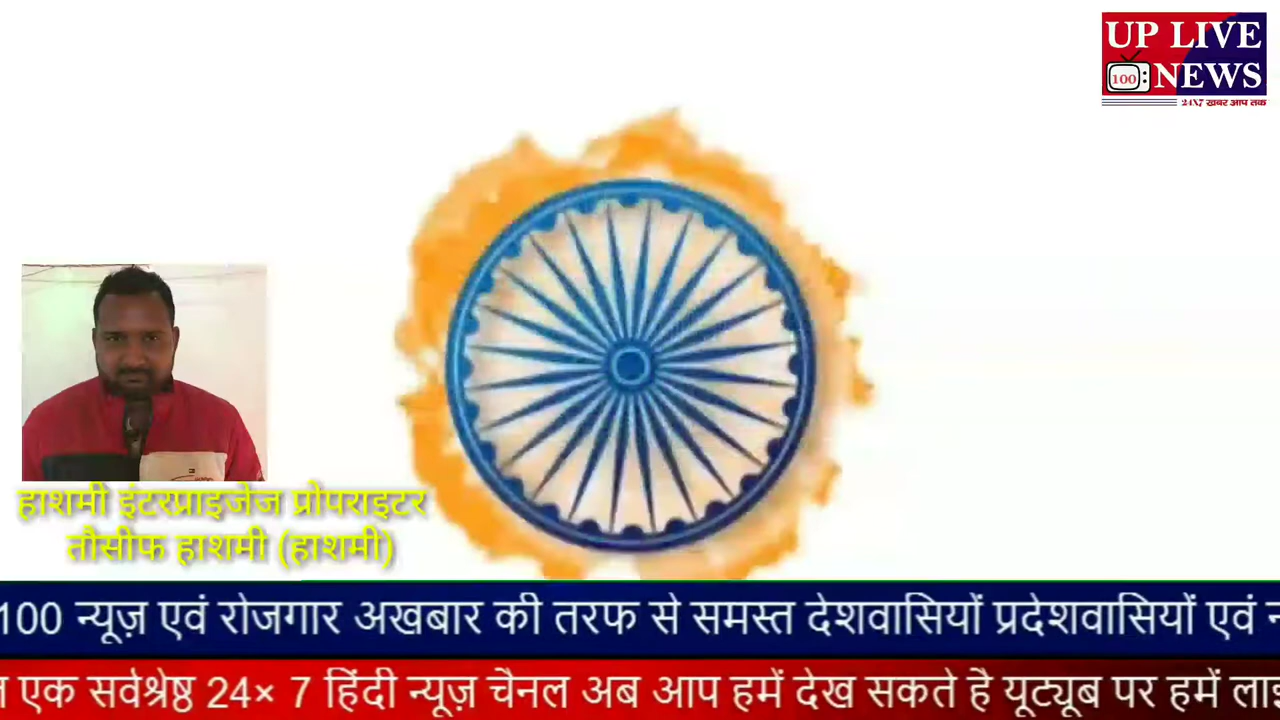 UP LIVE
100 NEWS
24X7 खबर आप तक
हाशमी इंटरप्राइजेज प्रोपराइटर
तौसीफ हाशमी (हाशमी)
100 न्यूज़ एवं रोजगार अखबार की तरफ से समस्त देशवासियों प्रदेशवासियों एवं
एक सर्वश्रेष्ठ 24× 7 हिंदी न्यूज़ चैनल अब आप हमें देख सकते है यूट्यूब पर हमें